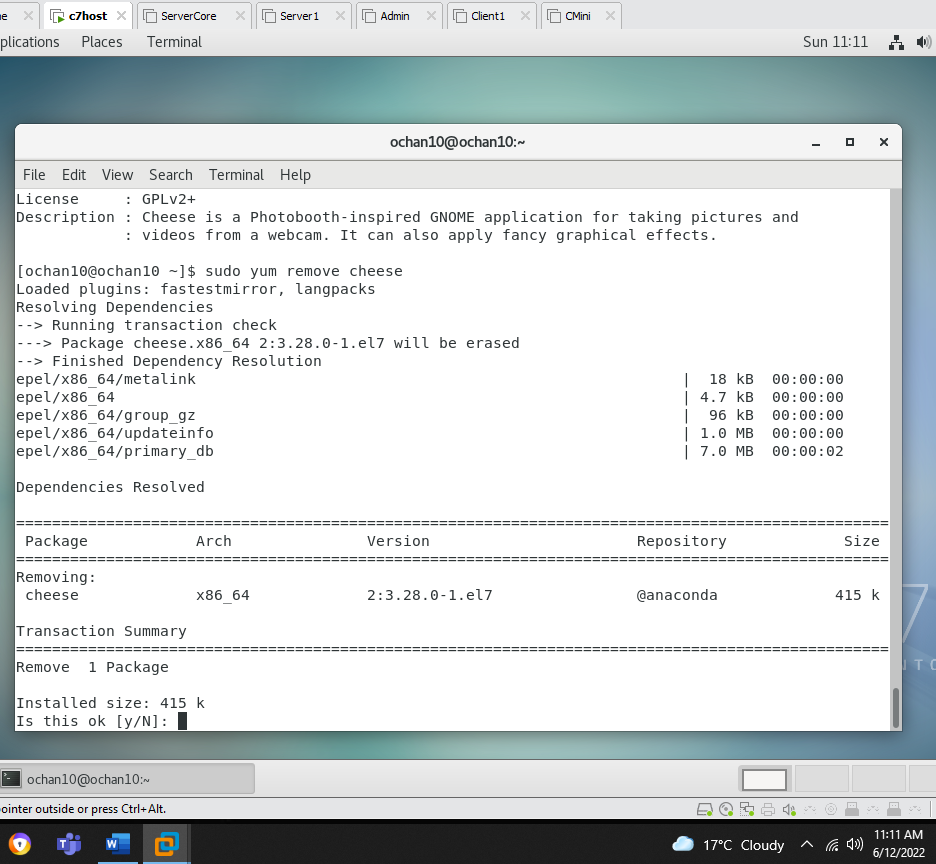 c7host
ServerCore
Server1
Admin
Client1
CMini
plications Places Terminal Sun 11:11
ochan10@ochan10:~
File Edit View Search Terminal Help
License     : GPLv2+
Description : Cheese is a Photobooth-inspired GNOME application for taking pictures and
            : videos from a webcam. It can also apply fancy graphical effects.
[ochan10@ochan10 ~]$ sudo yum remove cheese
Loaded plugins: fastestmirror, langpacks
Resolving Dependencies
--> Running transaction check
---> Package cheese.x86_64 2:3.28.0-1.el7 will be erased
--> Finished Dependency Resolution
epel/x86_64/metalink | 18 kB 00:00:00
epel/x86_64 | 4.7 kB 00:00:00
epel/x86_64/group_gz | 96 kB 00:00:00
epel/x86_64/updateinfo | 1.0 MB 00:00:00
epel/x86_64/primary_db | 7.0 MB 00:00:02
Dependencies Resolved
Package Arch Version Repository Size
Removing:
cheese x86_64 2:3.28.0-1.el7 @anaconda 415 k
Transaction Summary
Remove  1 Package
Installed size: 415 k
Is this ok [y/N]:
7
NTO
ochan10@ochan10:~
ointer outside or press Ctrl+Alt.
17°C Cloudy
11:11 AM
6/12/2022